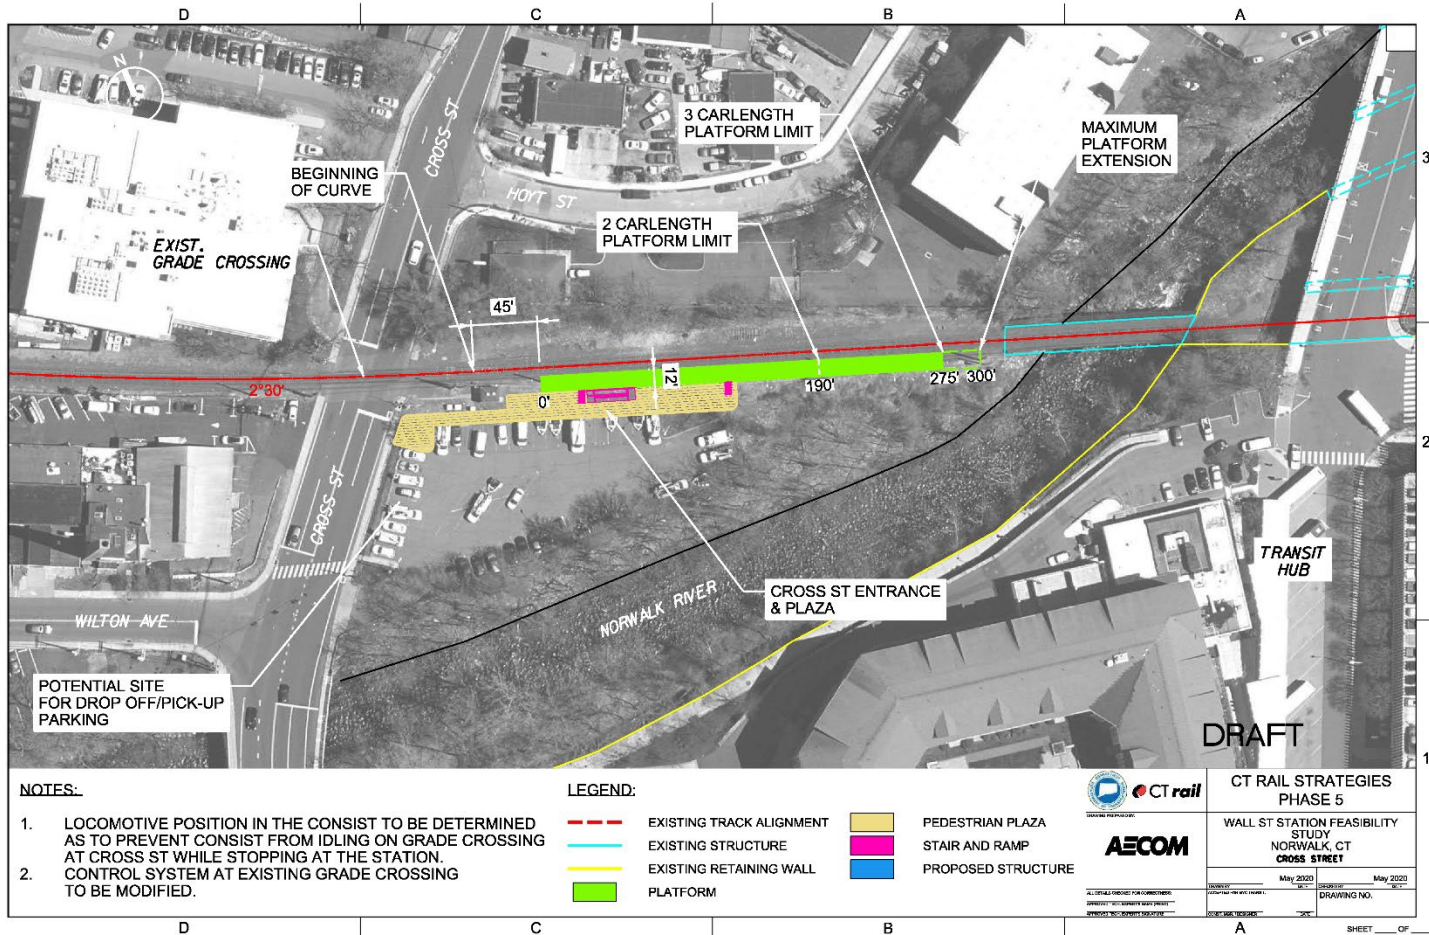 D
C
B
A
N
CROSS ST
3 CARLENGTH
PLATFORM LIMIT
MAXIMUM
PLATFORM
EXTENSION
3
BEGINNING
OF CURVE
HOYT ST
2 CARLENGTH
PLATFORM LIMIT
EXIST.
GRADE CROSSING
45'
2°30'
0'
12'
190'
275'
300'
2
CROSS ST
TRANSIT
HUB
CROSS ST ENTRANCE
& PLAZA
NORWALK RIVER
WILTON AVE
POTENTIAL SITE
FOR DROP OFF/PICK-UP
PARKING
DRAFT
1
NOTES:
1. LOCOMOTIVE POSITION IN THE CONSIST TO BE DETERMINED
AS TO PREVENT CONSIST FROM IDLING ON GRADE CROSSING
AT CROSS ST WHILE STOPPING AT THE STATION.
2. CONTROL SYSTEM AT EXISTING GRADE CROSSING
TO BE MODIFIED.
LEGEND:
EXISTING TRACK ALIGNMENT
EXISTING STRUCTURE
EXISTING RETAINING WALL
PLATFORM
PEDESTRIAN PLAZA
STAIR AND RAMP
PROPOSED STRUCTURE
CT rail
AECOM
CT RAIL STRATEGIES
PHASE 5
WALL ST STATION FEASIBILITY
STUDY
NORWALK, CT
CROSS STREET
May 2020
May 2020
DRAWING NO.
D
C
B
A
SHEET ____ OF ____